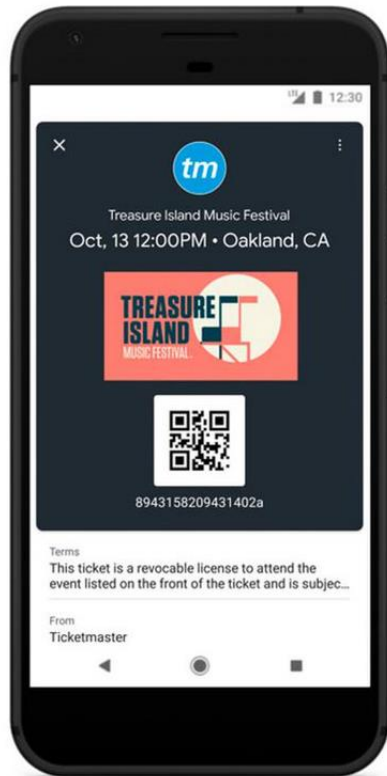 LTE 12:30
tm
Treasure Island Music Festival
Oct, 13 12:00PM • Oakland, CA
TREASURE
ISLAND
MUSIC FESTIVAL
8943158209431402a
Terms
This ticket is a revocable license to attend the
event listed on the front of the ticket and is subjec...
From
Ticketmaster